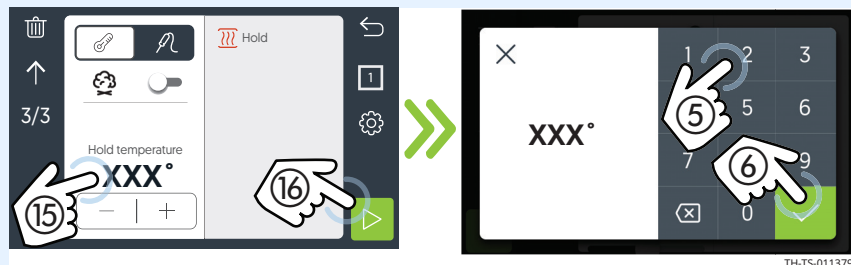 Hold
1
3/3
Hold temperature
XXX°
15
16
− +
XXX°
1 2 3
5
5 6
7 9
6
0
TH-TS-011379